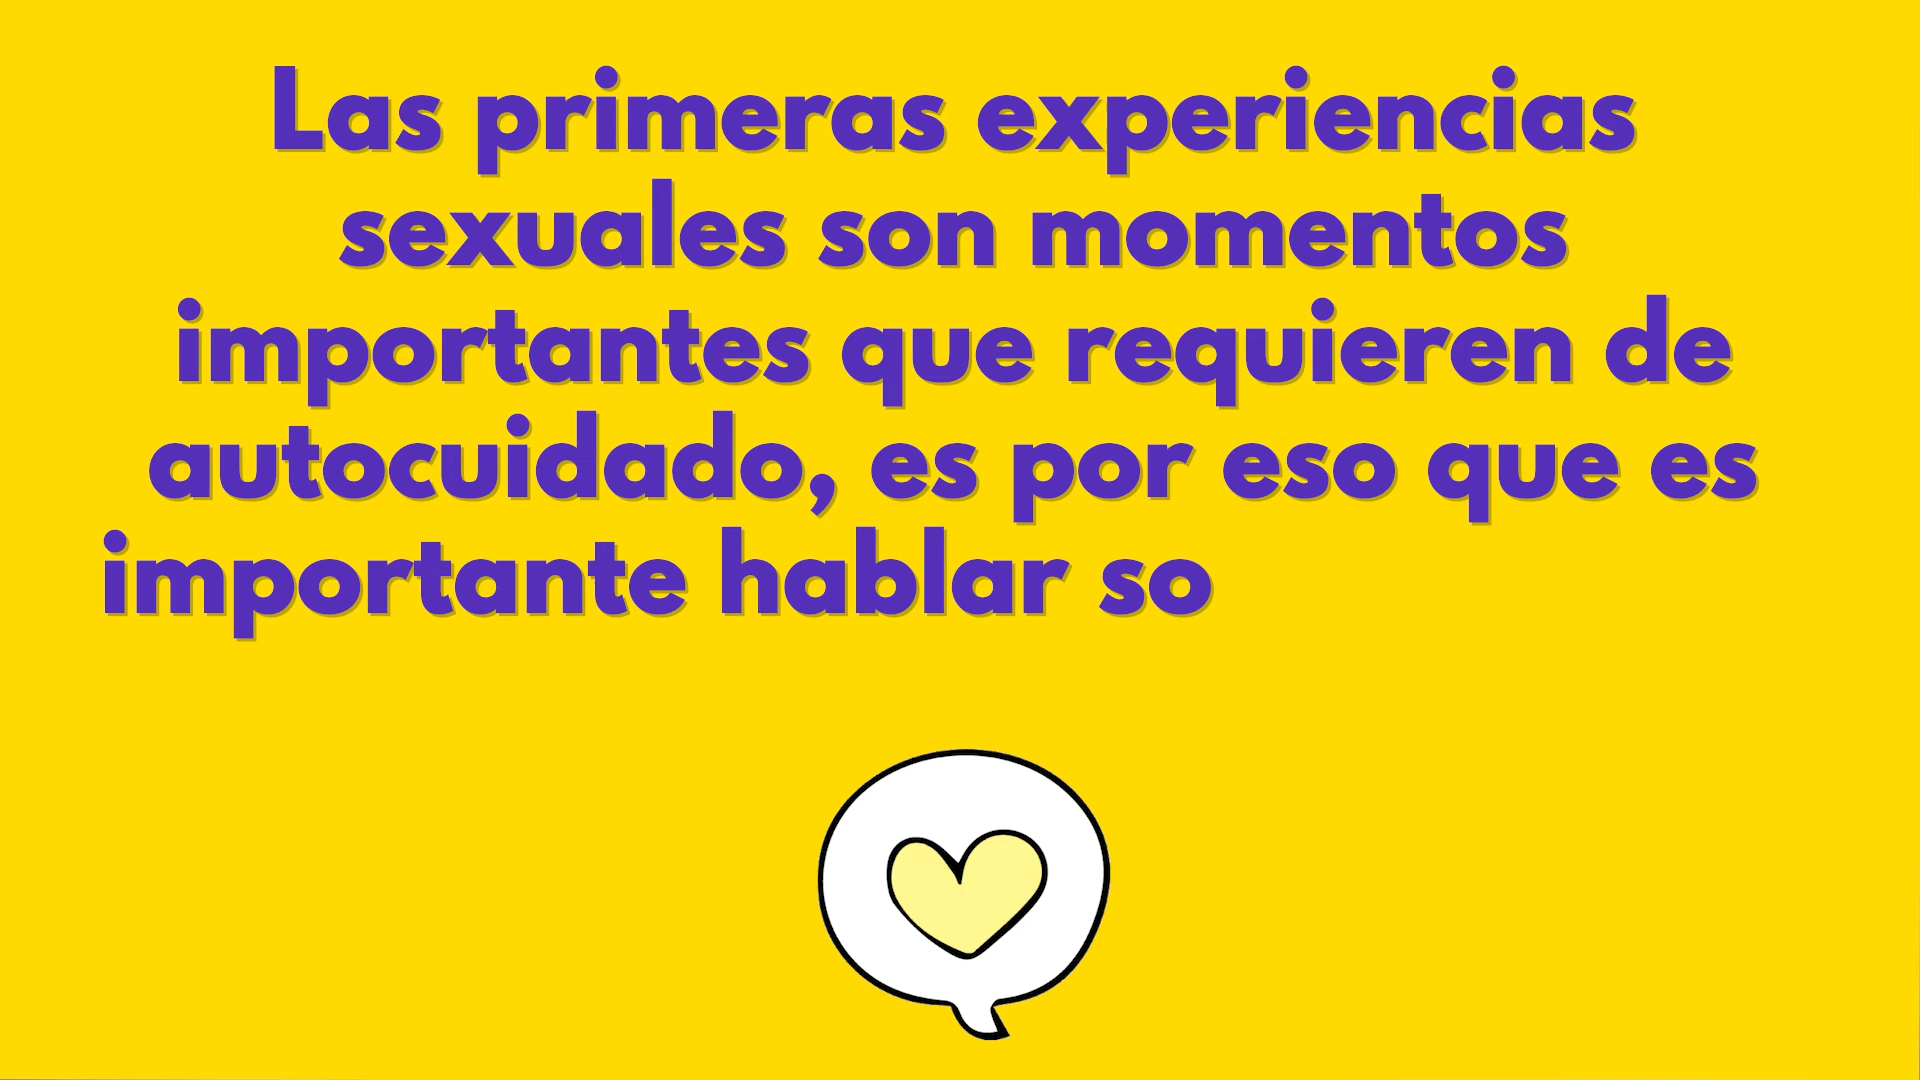 Las primeras experiencias
sexuales son momentos
importantes que requieren de
autocuidado, es por eso que es
importante hablar so